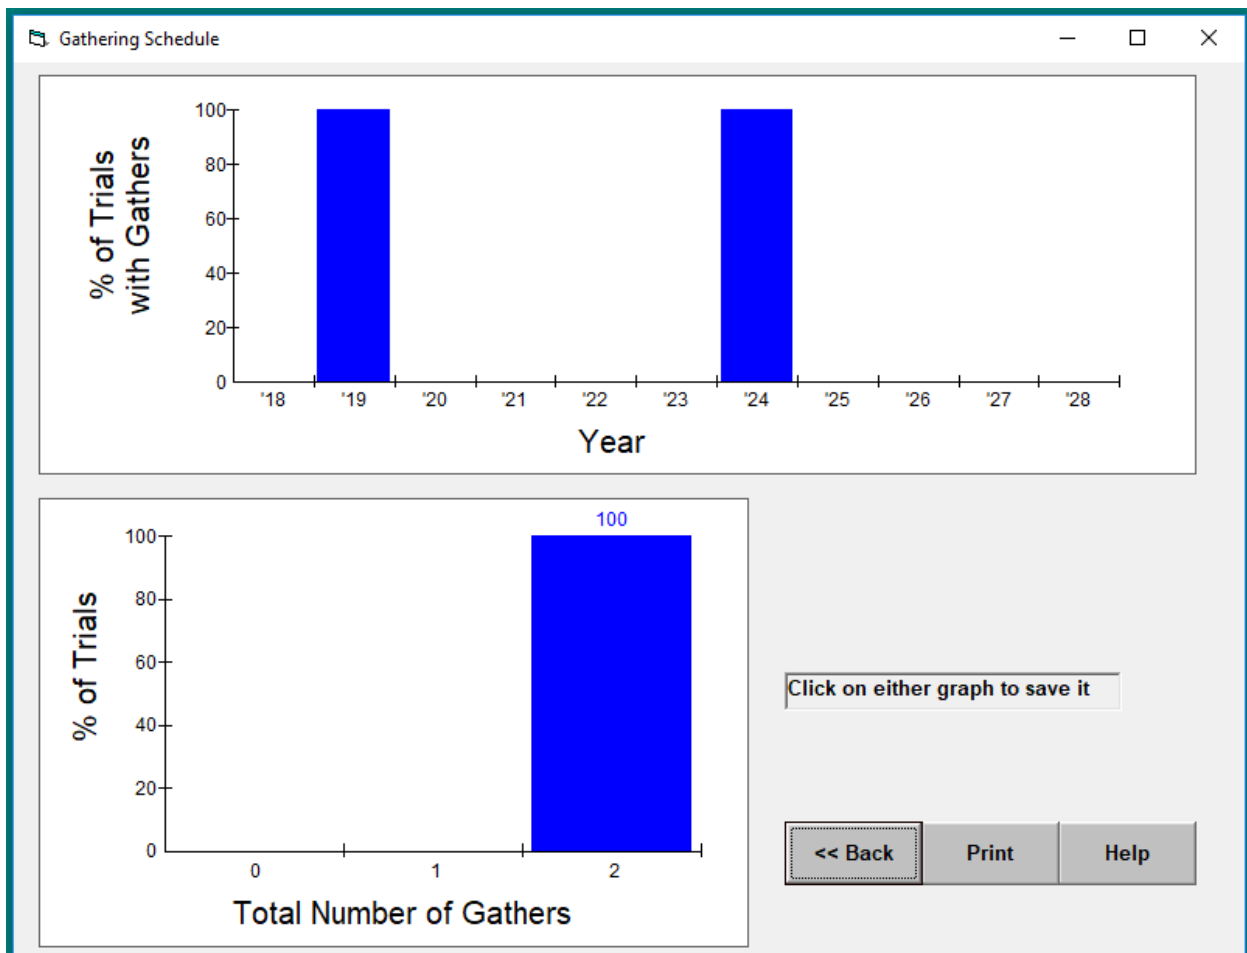 Gathering Schedule
% of Trials
with Gathers
100
80
60
40
20
0
'18 '19 '20 '21 '22 '23 '24 '25 '26 '27 '28
Year
100
% of Trials
100
80
60
40
20
0
0 1 2
Total Number of Gathers
Click on either graph to save it
<< Back Print Help